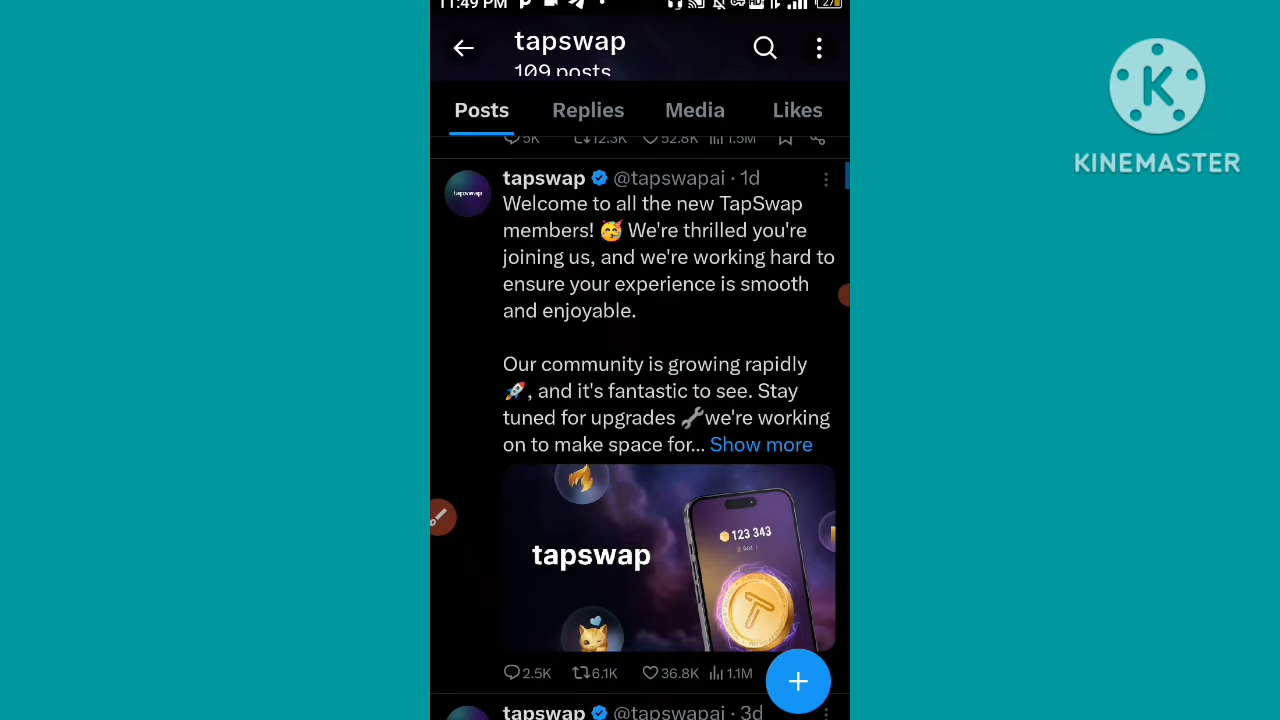 11:49 PM
27
tapswap
109 posts
Posts Replies Media Likes
5K 12.3K 52.8K 1.5M
tapswap @tapswapai · 1d
tapswap
Welcome to all the new TapSwap
members! 🥳 We're thrilled you're
joining us, and we're working hard to
ensure your experience is smooth
and enjoyable.
Our community is growing rapidly
🚀, and it's fantastic to see. Stay
tuned for upgrades 🔧we're working
on to make space for... Show more
123 343
tapswap
2.5K 6.1K 36.8K 1.1M
tapswap @tapswapai · 3d
K
KINEMASTER